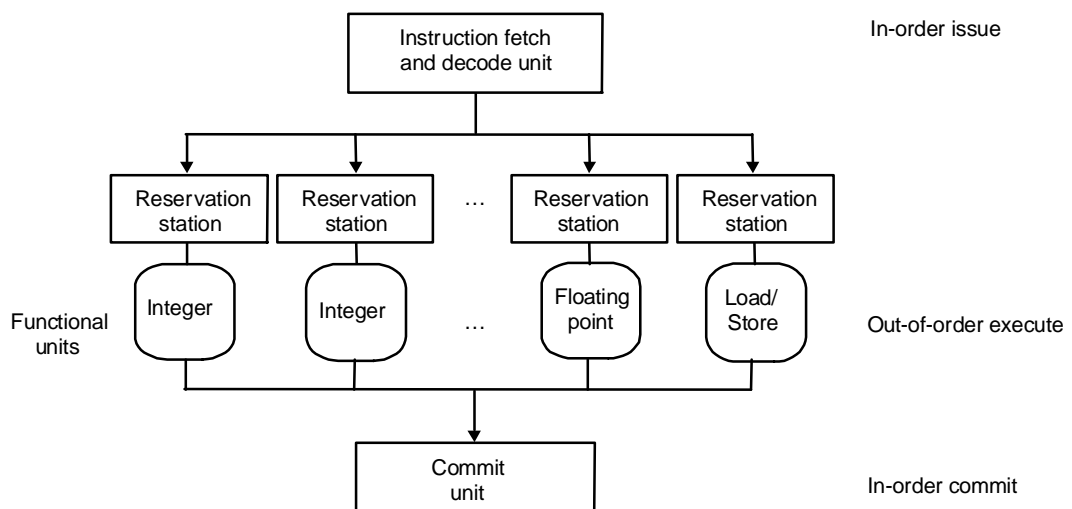 Instruction fetch
and decode unit
In-order issue
Reservation
station
Reservation
station
...
Reservation
station
Reservation
station
Functional
units
Integer
Integer
...
Floating
point
Load/
Store
Out-of-order execute
Commit
unit
In-order commit